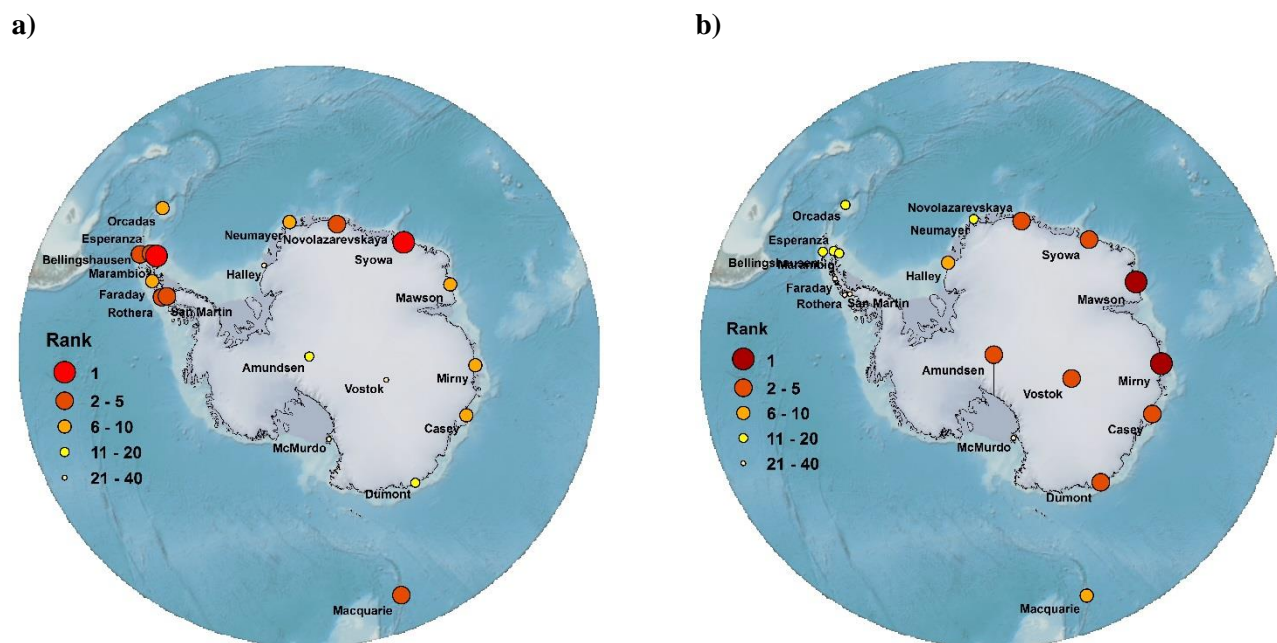 a)
Orcadas
Esperanza
Bellingshausen
Marambio
Faraday
Rothera
San Martin
Neumayer
Novolazarevskaya
Halley
Syowa
Mawson
Rank
1
2 - 5
6 - 10
11 - 20
21 - 40
Amundsen
Vostok
Mirny
Casey
McMurdo
Dumont
Macquarie
b)
Orcadas
Esperanza
Bellingshausen
Marambio
Faraday
Rothera
San Martin
Novolazarevskaya
Neumayer
Halley
Syowa
Mawson
Rank
1
2 - 5
6 - 10
11 - 20
21 - 40
Amundsen
Vostok
Mirny
Casey
McMurdo
Dumont
Macquarie